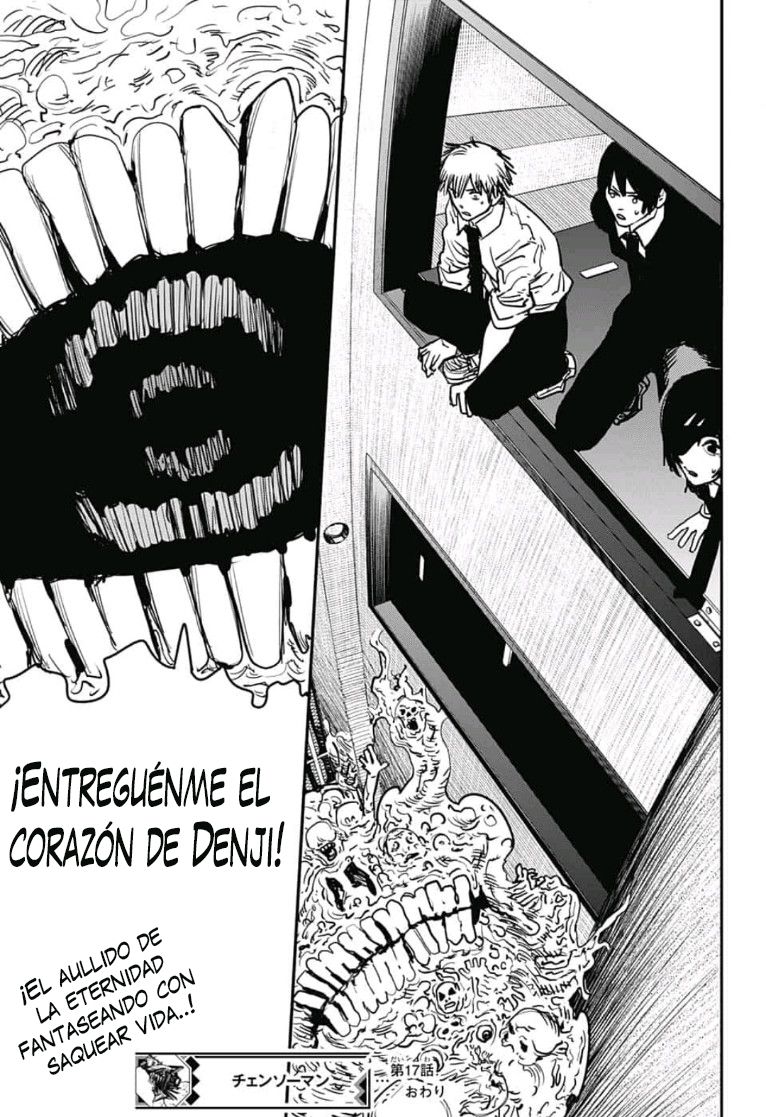 ¡Entreguénme el
corazón de Denji!
¡El aullido de
la eternidad
fantaseando con
saquear vida..!
チェンソーマン
…第17話…
おわり